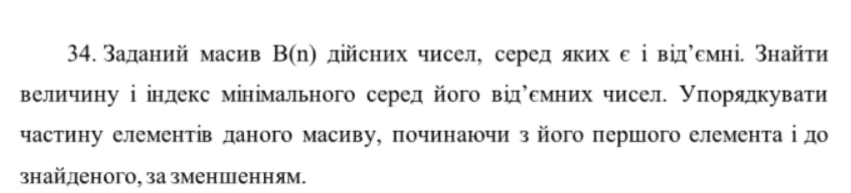 34. Заданий масив B(n) дійсних чисел, серед яких є і від’ємні. Знайти
величину і індекс мінімального серед його від’ємних чисел. Упорядкувати
частину елементів даного масиву, починаючи з його першого елемента і до
знайденого, за зменшенням.